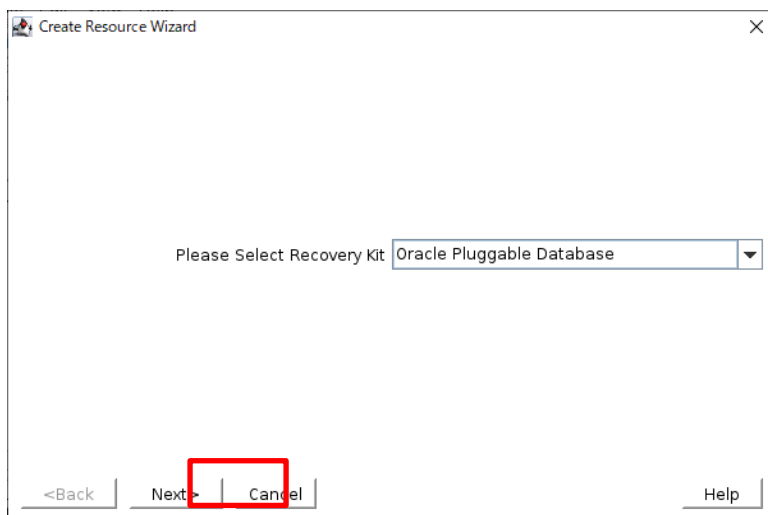 Create Resource Wizard
Please Select Recovery Kit Oracle Pluggable Database
<Back Next> Cancel Help